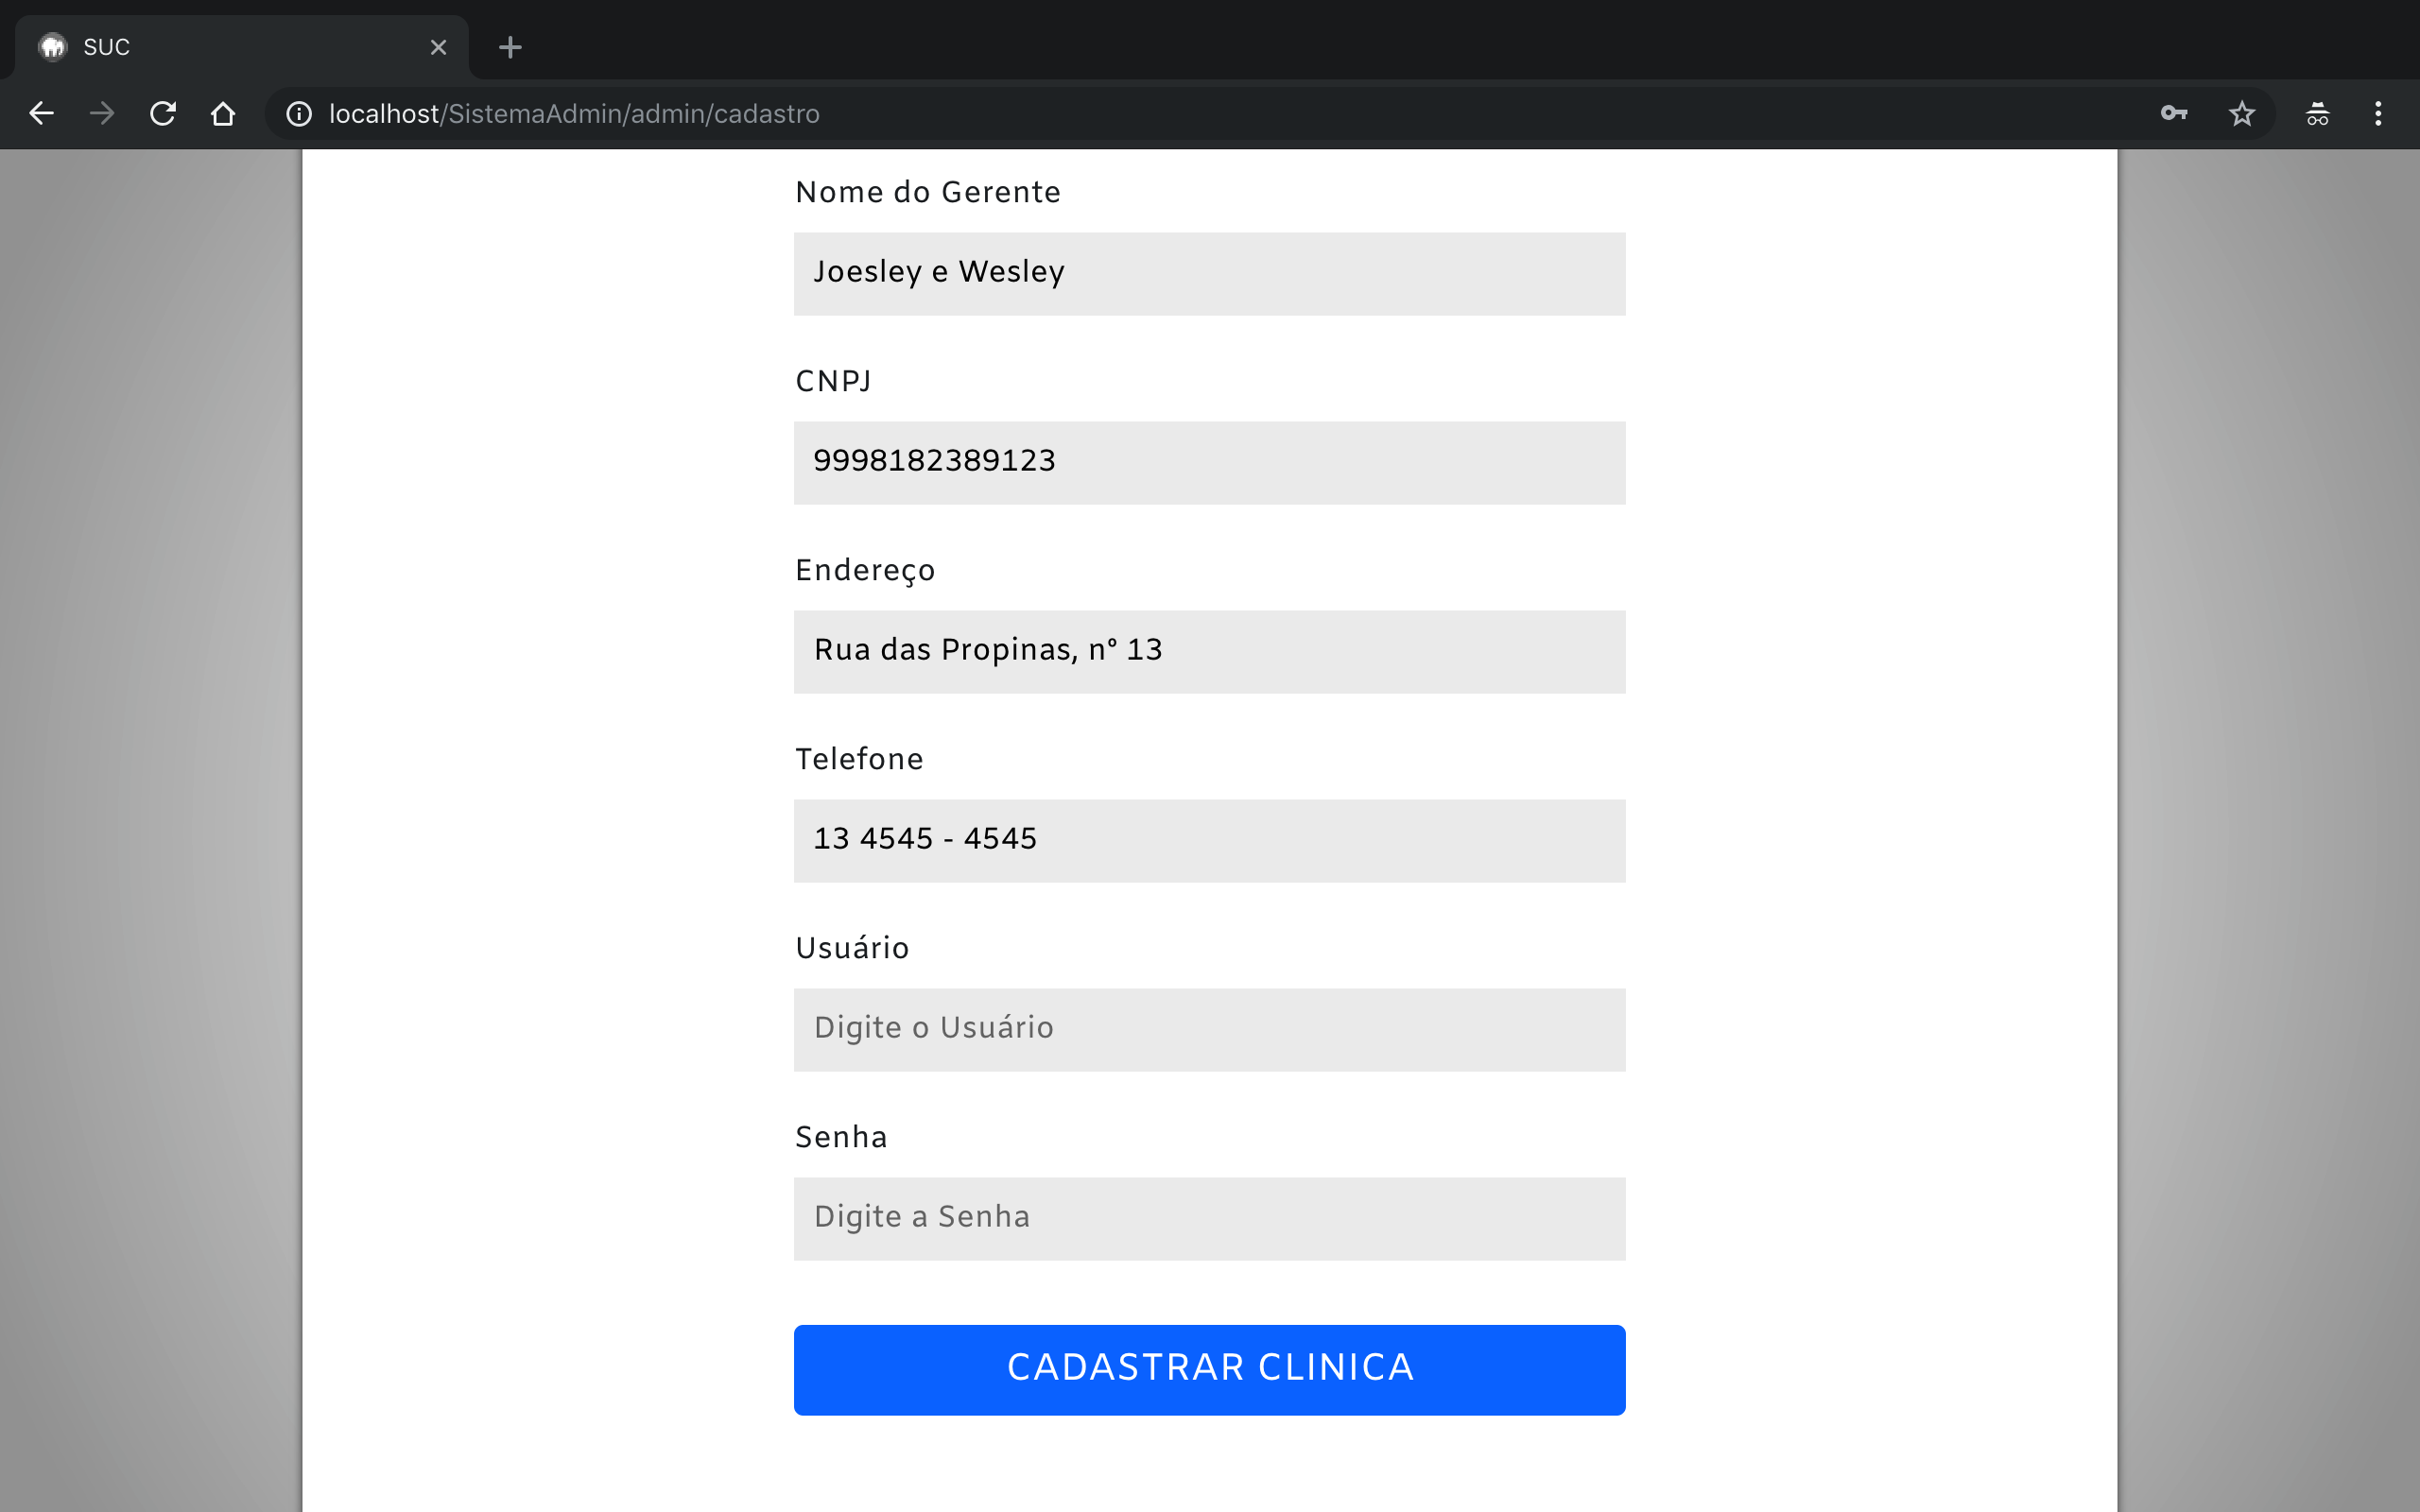 SUC
localhost/SistemaAdmin/admin/cadastro
Nome do Gerente
Joesley e Wesley
CNPJ
9998182389123
Endereço
Rua das Propinas, n° 13
Telefone
13 4545 - 4545
Usuário
Digite o Usuário
Senha
Digite a Senha
CADASTRAR CLINICA